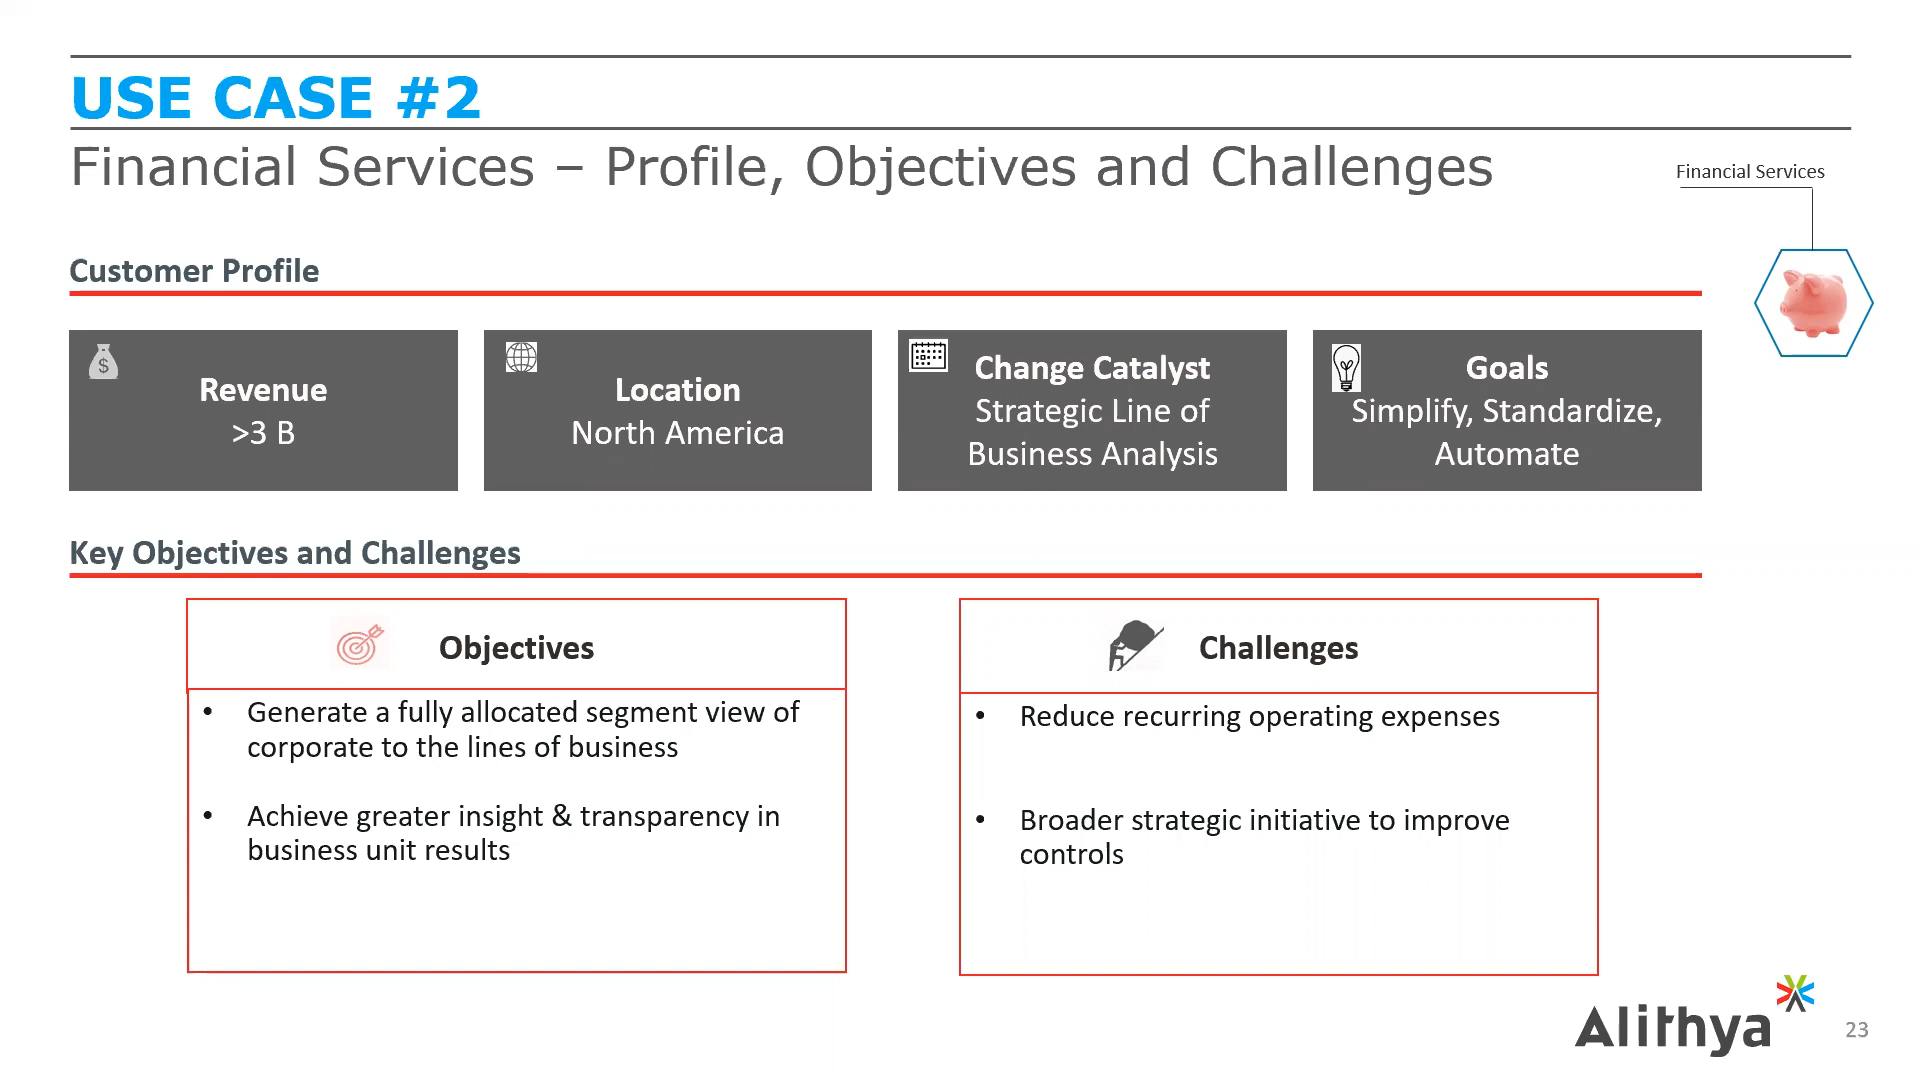 USE CASE #2
Financial Services – Profile, Objectives and Challenges
Financial Services
Customer Profile
$
Revenue
>3 B
Location
North America
Change Catalyst
Strategic Line of
Business Analysis
Goals
Simplify, Standardize,
Automate
Key Objectives and Challenges
Objectives
• Generate a fully allocated segment view of
corporate to the lines of business
• Achieve greater insight & transparency in
business unit results
Challenges
• Reduce recurring operating expenses
• Broader strategic initiative to improve
controls
Alithya
23